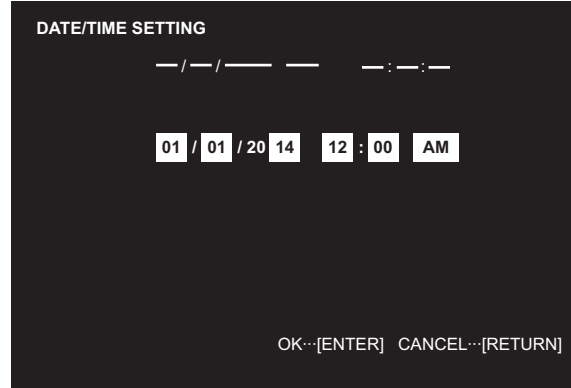 DATE/TIME SETTING
—/—/—— —— —:—:—
01 / 01 / 20 14 12 : 00 AM
OK···[ENTER] CANCEL···[RETURN]